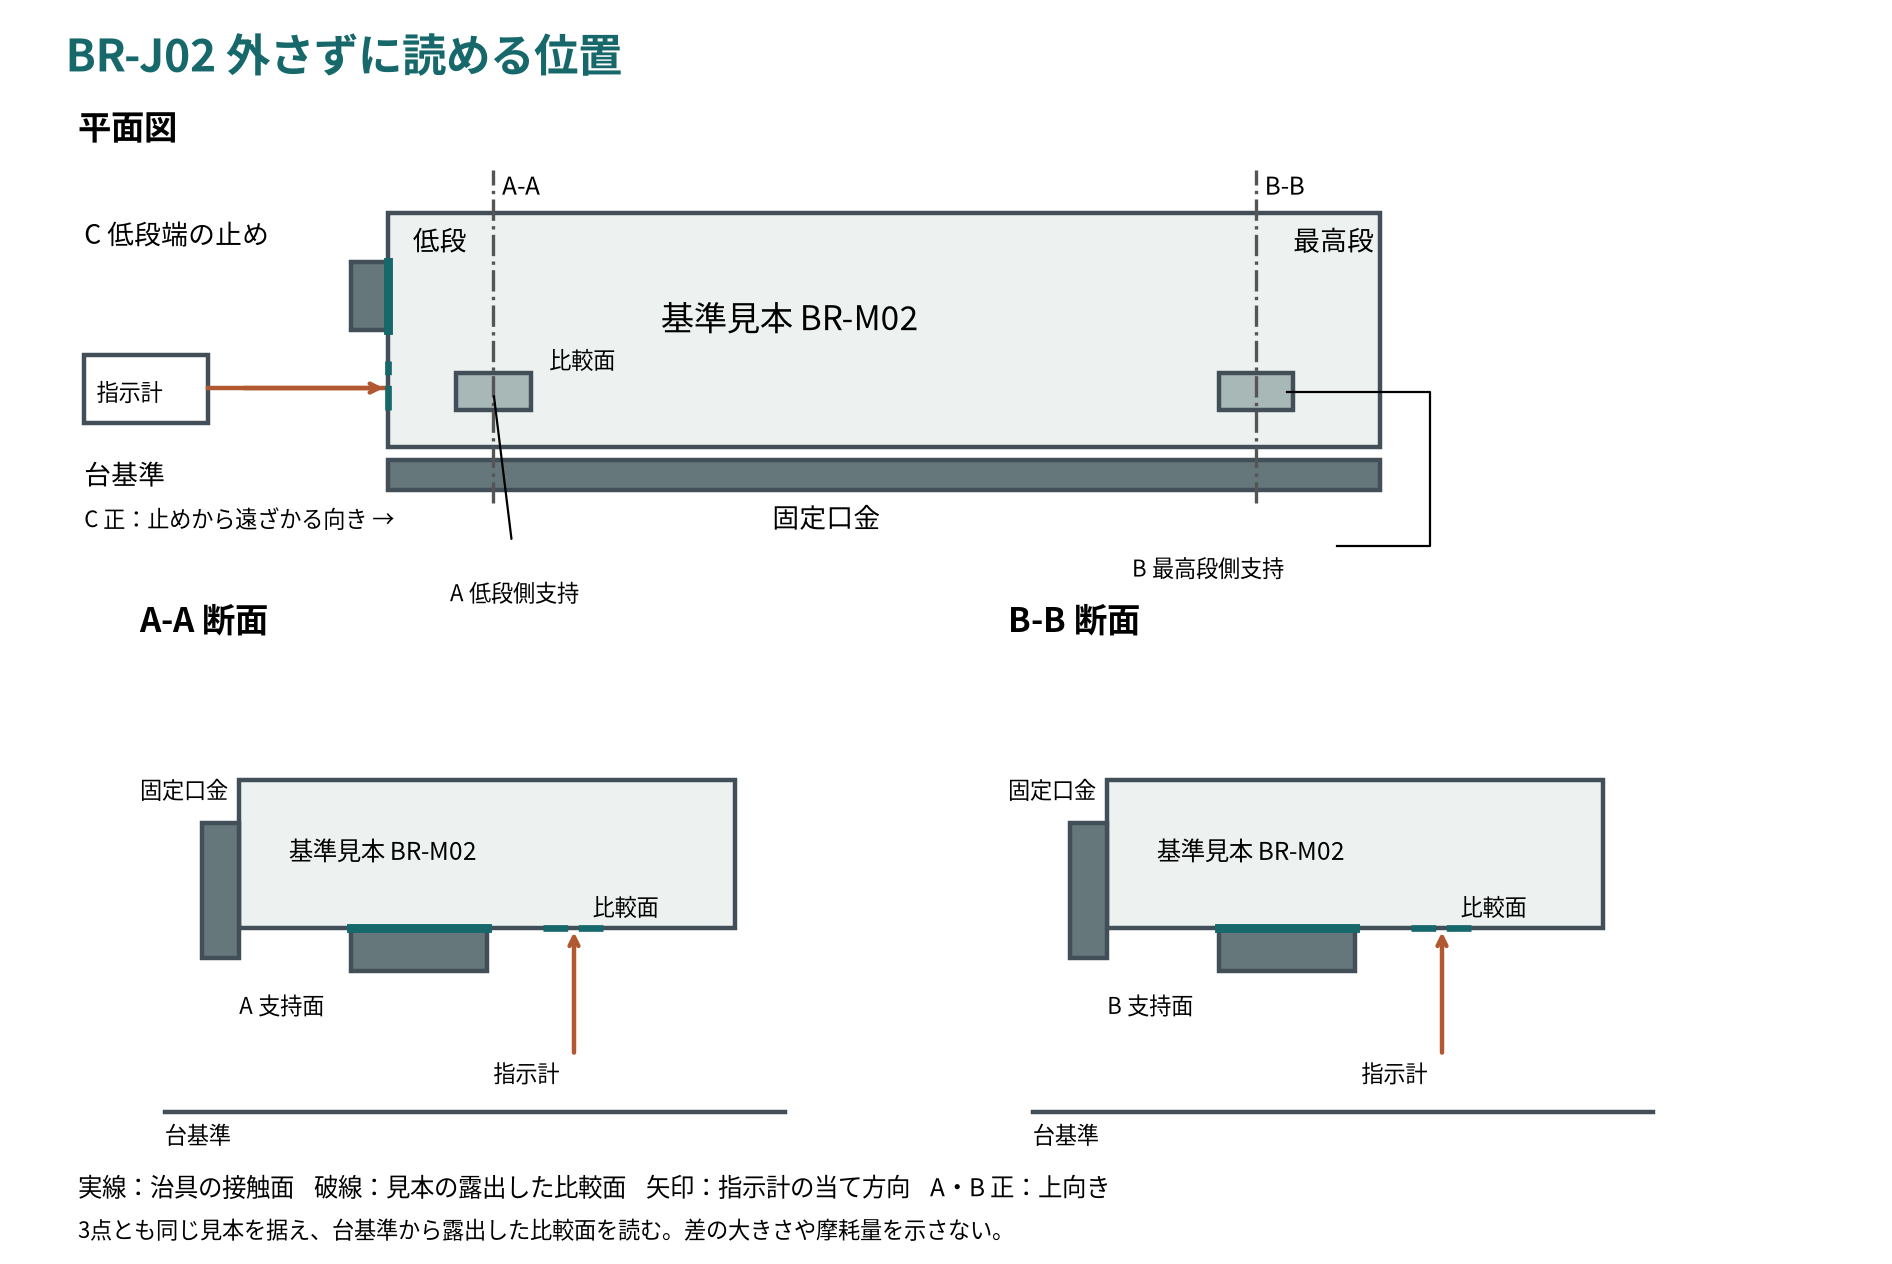 BR-J02 外さずに読める位置
平面図
A-A
B-B
C 低段端の止め
低段
最高段
基準見本 BR-M02
比較面
指示計
台基準
C 正：止めから遠ざかる向き →
固定口金
B 最高段側支持
A 低段側支持
A-A 断面
B-B 断面
固定口金
基準見本 BR-M02
比較面
A 支持面
指示計
台基準
固定口金
基準見本 BR-M02
比較面
B 支持面
指示計
台基準
実線：治具の接触面 破線：見本の露出した比較面 矢印：指示計の当て方向 A・B 正：上向き
3点とも同じ見本を据え、台基準から露出した比較面を読む。差の大きさや摩耗量を示さない。